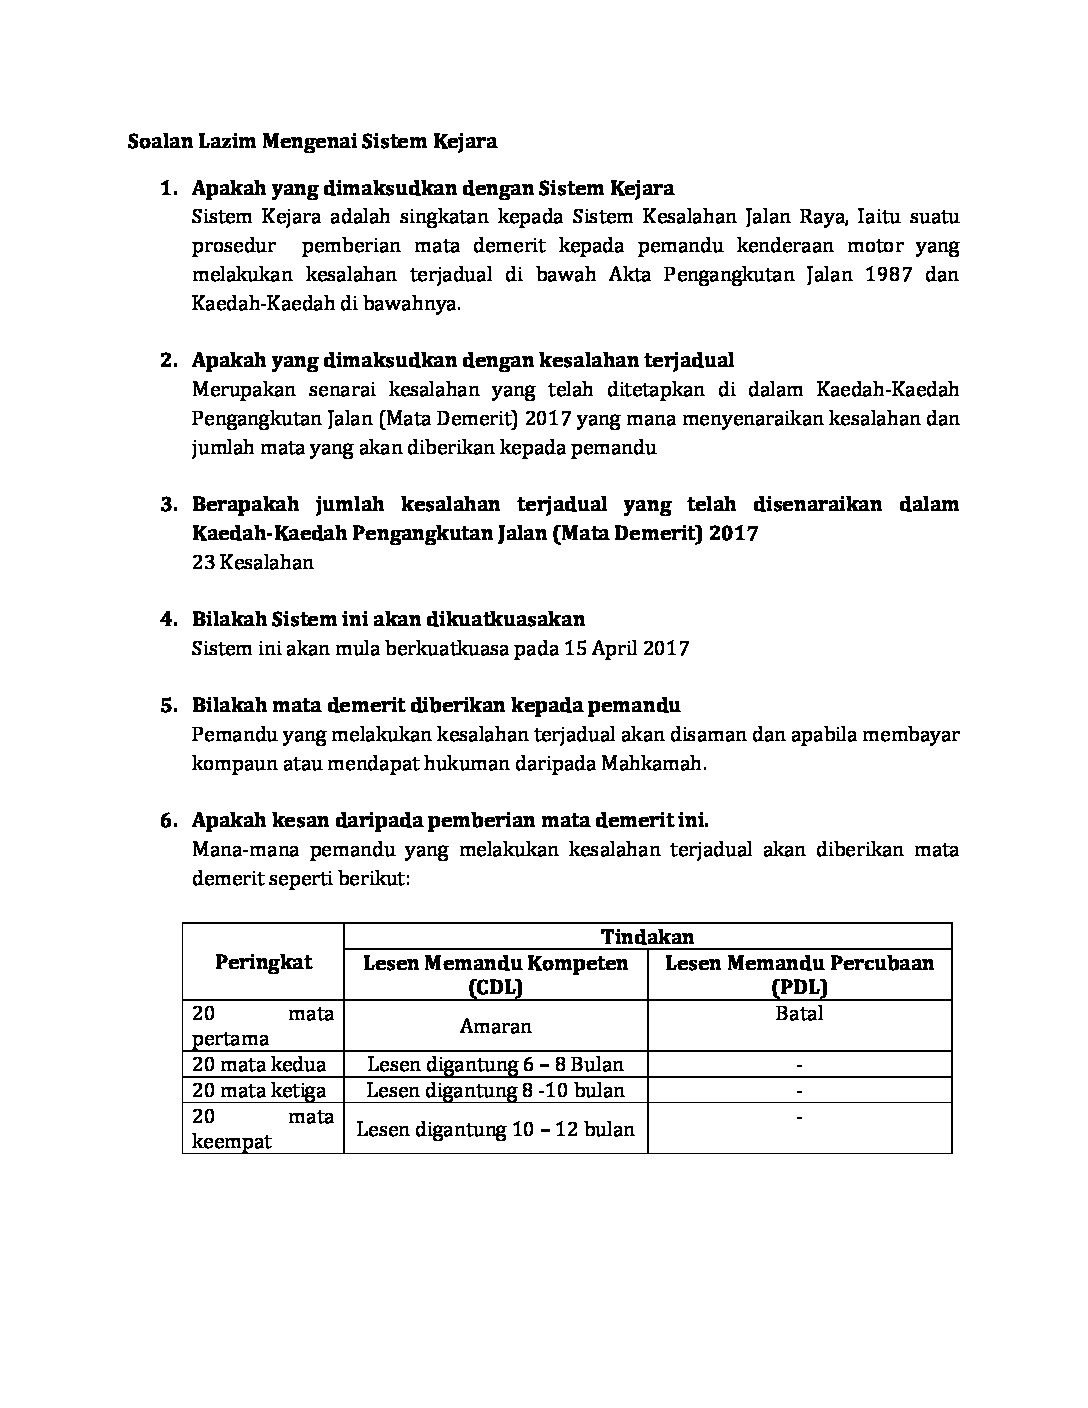 Soalan Lazim Mengenai Sistem Kejara
1. Apakah yang dimaksudkan dengan Sistem Kejara
Sistem Kejara adalah singkatan kepada Sistem Kesalahan Jalan Raya, Iaitu suatu
prosedur pemberian mata demerit kepada pemandu kenderaan motor yang
melakukan kesalahan terjadual di bawah Akta Pengangkutan Jalan 1987 dan
Kaedah-Kaedah di bawahnya.
2. Apakah yang dimaksudkan dengan kesalahan terjadual
Merupakan senarai kesalahan yang telah ditetapkan di dalam Kaedah-Kaedah
Pengangkutan Jalan (Mata Demerit) 2017 yang mana menyenaraikan kesalahan dan
jumlah mata yang akan diberikan kepada pemandu
3. Berapakah jumlah kesalahan terjadual yang telah disenaraikan dalam
Kaedah-Kaedah Pengangkutan Jalan (Mata Demerit) 2017
23 Kesalahan
4. Bilakah Sistem ini akan dikuatkuasakan
Sistem ini akan mula berkuatkuasa pada 15 April 2017
5. Bilakah mata demerit diberikan kepada pemandu
Pemandu yang melakukan kesalahan terjadual akan disaman dan apabila membayar
kompaun atau mendapat hukuman daripada Mahkamah.
6. Apakah kesan daripada pemberian mata demerit ini.
Mana-mana pemandu yang melakukan kesalahan terjadual akan diberikan mata
demerit seperti berikut:
Peringkat
Tindakan
Lesen Memandu Kompeten
(CDL)
Lesen Memandu Percubaan
(PDL)
20 mata
pertama
Amaran
Batal
20 mata kedua
Lesen digantung 6 – 8 Bulan
-
20 mata ketiga
Lesen digantung 8 -10 bulan
-
20 mata
keempat
Lesen digantung 10 – 12 bulan
-